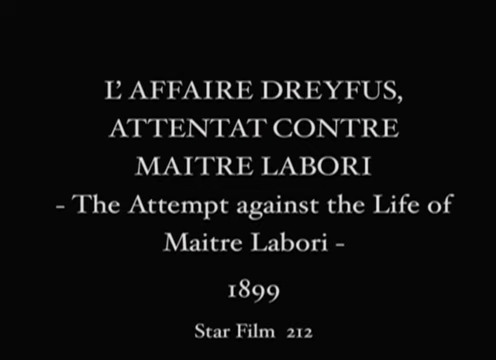 L' AFFAIRE DREYFUS,
ATTENTAT CONTRE
MAITRE LABORI
- The Attempt against the Life of
Maitre Labori -
1899
Star Film 212